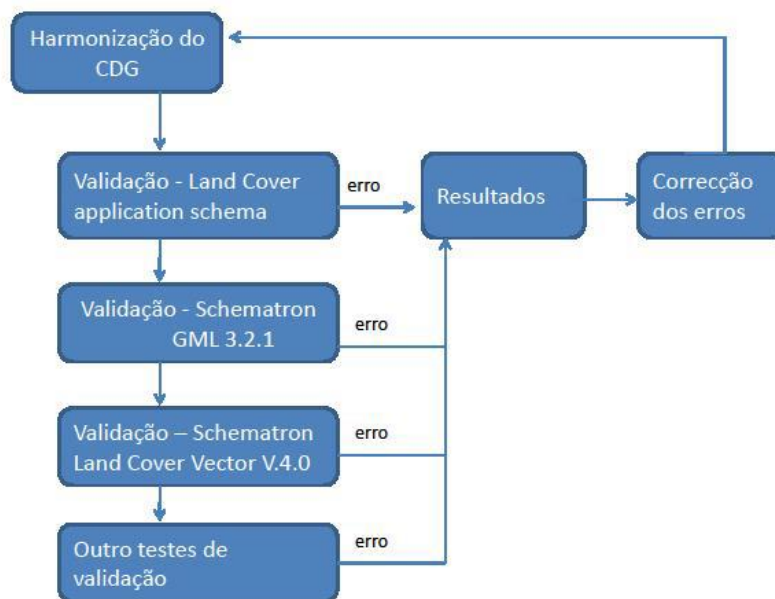 Harmonização do
CDG
Validação - Land Cover
application schema
erro
Resultados
Correcção
dos erros
Validação - Schematron
GML 3.2.1
erro
Validação – Schematron
Land Cover Vector V.4.0
erro
Outro testes de
validação
erro